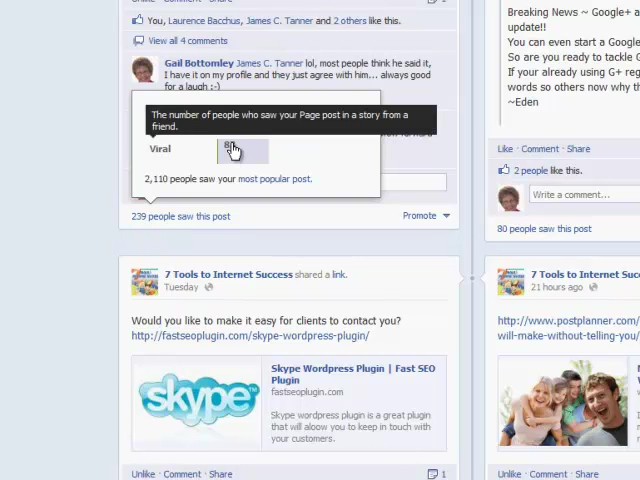 Unlike · Comment · Share 1
You, Laurence Bacchus, James C. Tanner and 2 others like this.
View all 4 comments
Gail Bottomley James C. Tanner lol, most people think he said it,
I have it on my profile and they just agree with him... always good
for a laugh ;-)
The number of people who saw your Page post in a story from a
friend.
Viral
2,110 people saw your most popular post.
239 people saw this post
Promote
7 Tools to Internet Success shared a link.
Tuesday
Would you like to make it easy for clients to contact you?
http://fastseoplugin.com/skype-wordpress-plugin/
skype
Skype Wordpress Plugin | Fast SEO
Plugin
fastseoplugin.com
Skype wordpress plugin is a great plugin
that will aloow you to keep in touch with
your customers.
Unlike · Comment · Share 1
Breaking News ~ Google+ a
update!!
You can even start a Google
So are you ready to tackle G
If your already using G+ reg
words so others now why th
~Eden
Like · Comment · Share
2 people like this.
Write a comment...
80 people saw this post
7 Tools to Internet Succe
21 hours ago
http://www.postplanner.com/
will-make-without-telling-you/
Unlike · Comment · Share